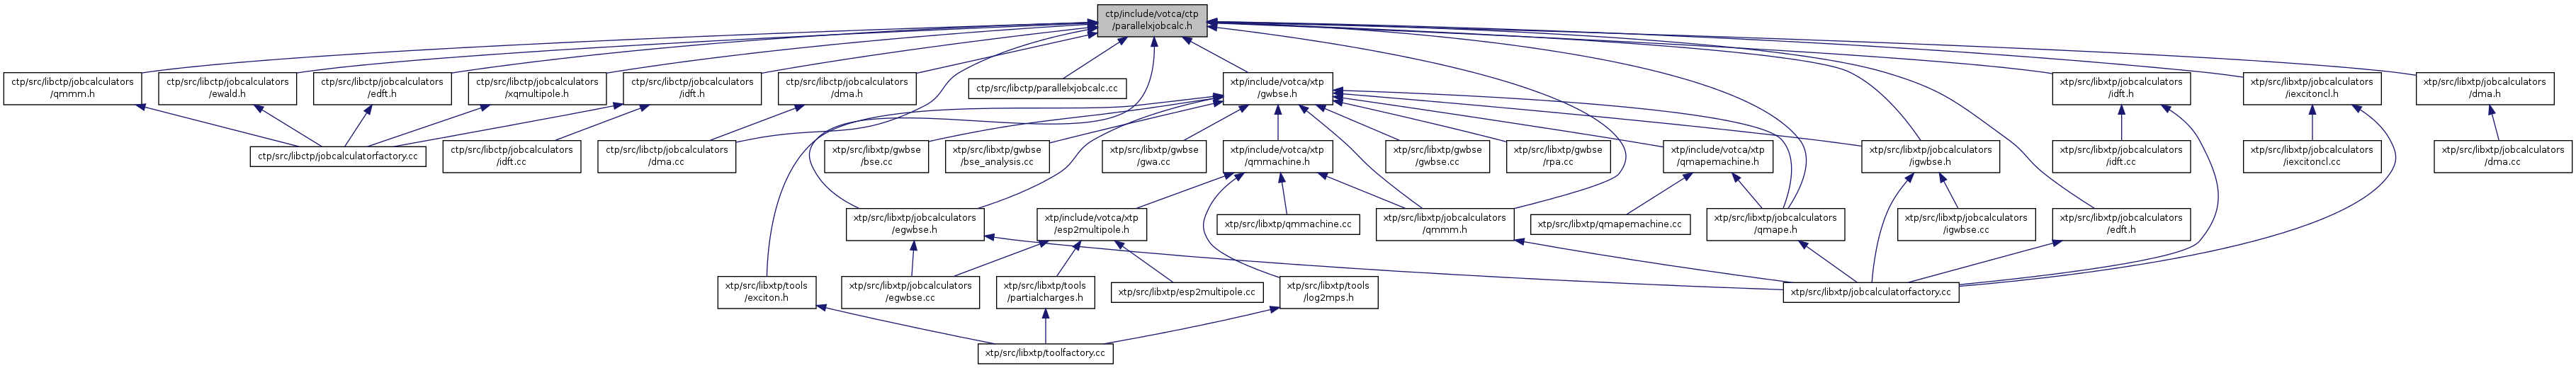 ctp/include/votca/ctp
/parallelxjobcalc.h
ctp/src/libctp/jobcalculators
/qmmm.h
ctp/src/libctp/jobcalculators
/ewald.h
ctp/src/libctp/jobcalculators
/edft.h
ctp/src/libctp/jobcalculators
/xqmultipole.h
ctp/src/libctp/jobcalculators
/idft.h
ctp/src/libctp/jobcalculators
/dma.h
ctp/src/libctp/parallelxjobcalc.cc
xtp/include/votca/xtp
/gwbse.h
xtp/src/libxtp/jobcalculators
/idft.h
xtp/src/libxtp/jobcalculators
/iexcitoncl.h
xtp/src/libxtp/jobcalculators
/dma.h
ctp/src/libctp/jobcalculatorfactory.cc
ctp/src/libctp/jobcalculators
/idft.cc
ctp/src/libctp/jobcalculators
/dma.cc
xtp/src/libxtp/gwbse
/bse.cc
xtp/src/libxtp/gwbse
/bse_analysis.cc
xtp/src/libxtp/gwbse
/gwa.cc
xtp/include/votca/xtp
/qmmachine.h
xtp/src/libxtp/gwbse
/gwbse.cc
xtp/src/libxtp/gwbse
/rpa.cc
xtp/include/votca/xtp
/qmapemachine.h
xtp/src/libxtp/jobcalculators
/igwbse.h
xtp/src/libxtp/jobcalculators
/idft.cc
xtp/src/libxtp/jobcalculators
/iexcitoncl.cc
xtp/src/libxtp/jobcalculators
/dma.cc
xtp/src/libxtp/jobcalculators
/egwbse.h
xtp/include/votca/xtp
/esp2multipole.h
xtp/src/libxtp/qmmachine.cc
xtp/src/libxtp/jobcalculators
/qmmm.h
xtp/src/libxtp/qmapemachine.cc
xtp/src/libxtp/jobcalculators
/qmape.h
xtp/src/libxtp/jobcalculators
/igwbse.cc
xtp/src/libxtp/jobcalculators
/edft.h
xtp/src/libxtp/tools
/exciton.h
xtp/src/libxtp/jobcalculators
/egwbse.cc
xtp/src/libxtp/tools
/partialcharges.h
xtp/src/libxtp/esp2multipole.cc
xtp/src/libxtp/tools
/log2mps.h
xtp/src/libxtp/jobcalculatorfactory.cc
xtp/src/libxtp/toolfactory.cc